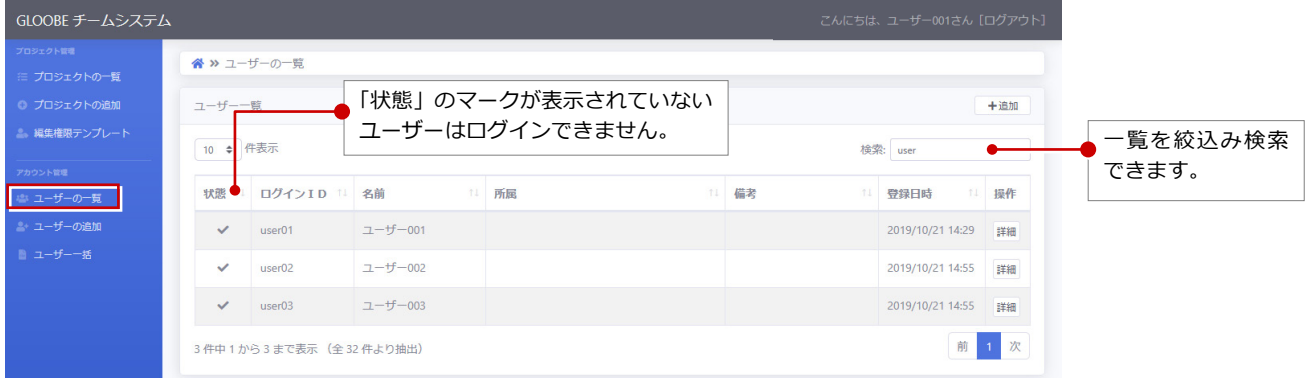 GLOOBE チームシステム
こんにちは、ユーザー001さん［ログアウト］
プロジェクト管理
プロジェクトの一覧
プロジェクトの追加
編集権限テンプレート
アカウント管理
ユーザーの一覧
ユーザーの追加
ユーザー一括
» ユーザーの一覧
ユーザー一覧
+追加
「状態」のマークが表示されていない
ユーザーはログインできません。
10 件表示
検索: user
一覧を絞込み検索
できます。
状態 ログインＩＤ 名前 所属 備考 登録日時 操作
user01 ユーザー001 2019/10/21 14:29 詳細
user02 ユーザー002 2019/10/21 14:55 詳細
user03 ユーザー003 2019/10/21 14:55 詳細
3 件中 1 から 3 まで表示 （全 32 件より抽出）
前 1 次